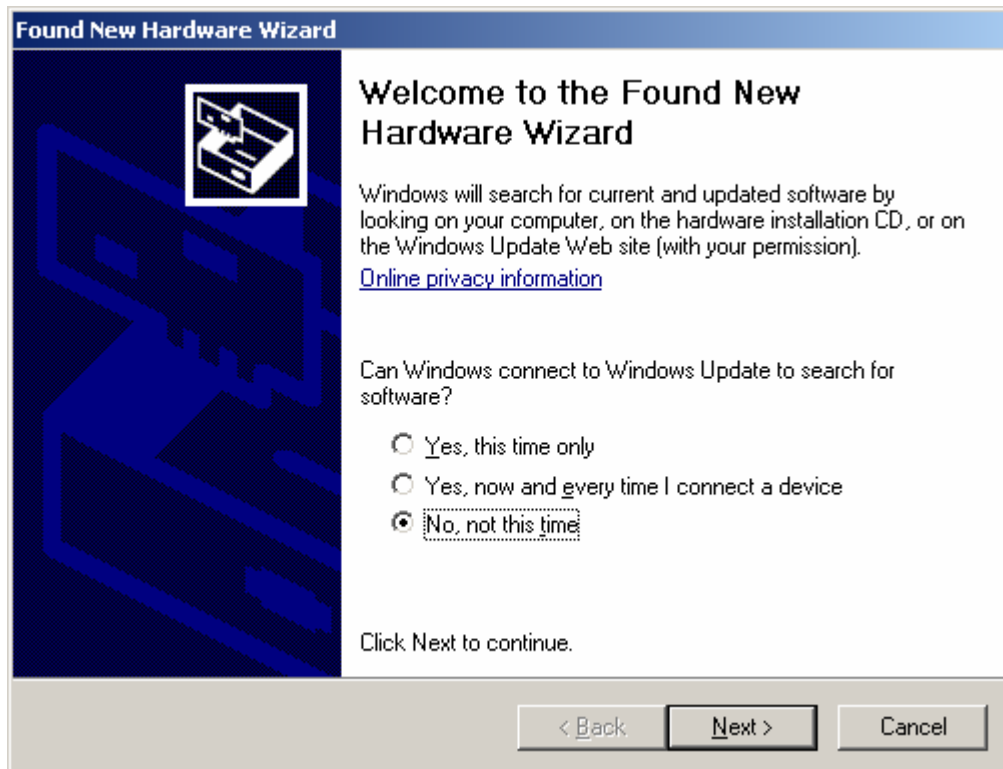 Found New Hardware Wizard
Welcome to the Found New
Hardware Wizard
Windows will search for current and updated software by
looking on your computer, on the hardware installation CD, or on
the Windows Update Web site (with your permission).
Online privacy information
Can Windows connect to Windows Update to search for
software?
Yes, this time only
Yes, now and every time I connect a device
No, not this time
Click Next to continue.
< Back
Next >
Cancel